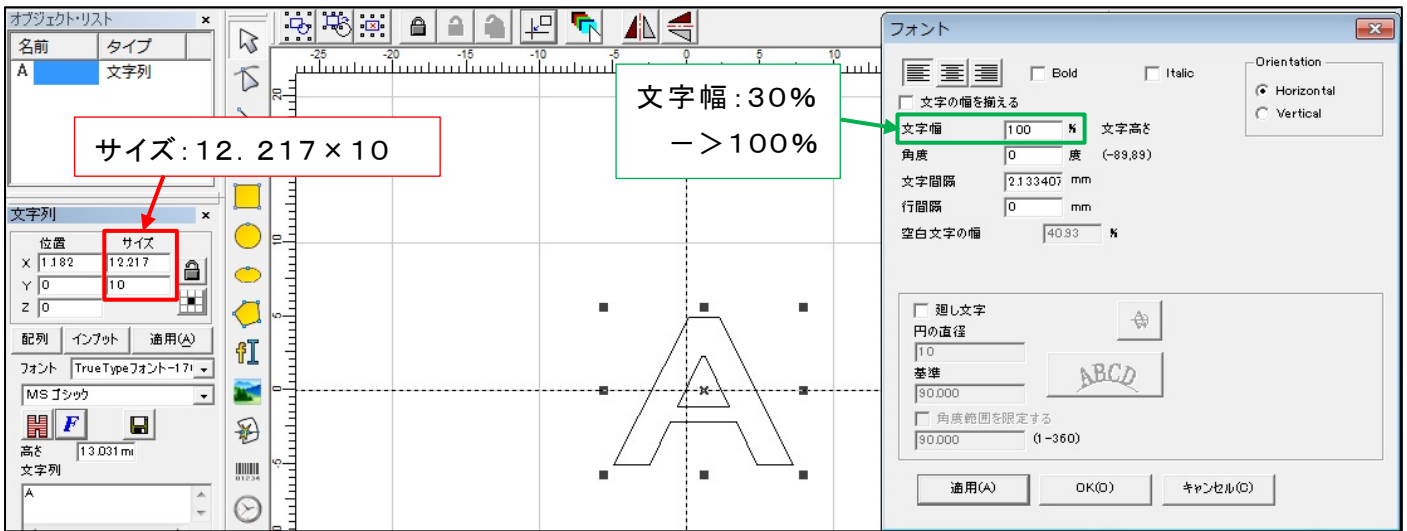 オブジェクト・リスト ×
名前 タイプ
A 文字列
サイズ:12. 217×10
文字列 ×
位置 サイズ
X 1.182 12.217
Y 0 10
Z 0
配列 インプット 適用(A)
フォント TrueTypeフォント-17(
MS ゴシック
F
高さ 13.031 mi
文字列
A
fI
01234
-25 -20 -15 -10 -5 0 5 10
20
10
5
0
-5
文字幅:30%
ー>100%
フォント
Bold Italic
Orientation
Horizontal
Vertical
文字の幅を揃える
文字幅 100 % 文字高さ
角度 0 度 (-89,89)
文字間隔 2.133407 mm
行間隔 0 mm
空白文字の幅 40.93 %
廻し文字
円の直径
10
基準
90.000
ABCD
角度範囲を限定する
90.000 (1-360)
適用(A) OK(O) キャンセル(C)
A